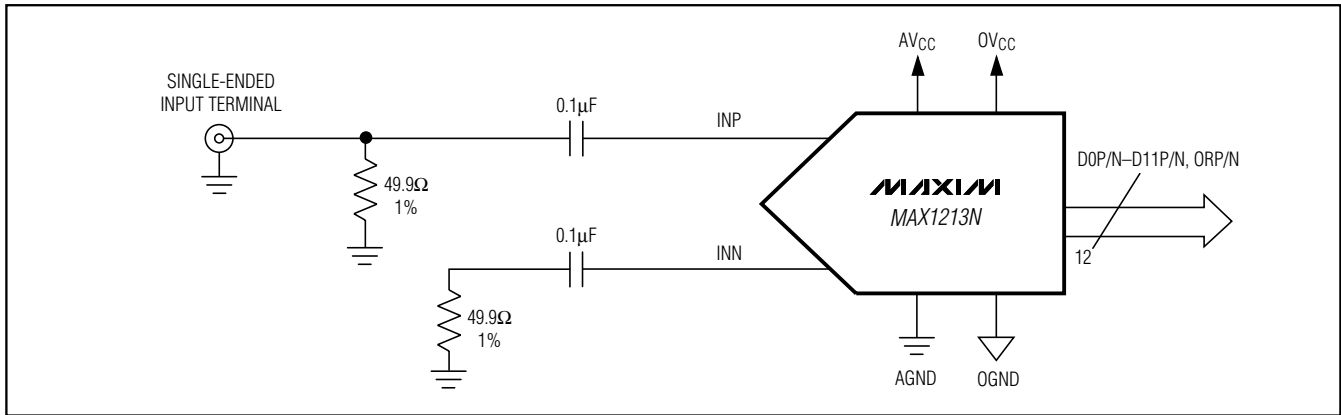 SINGLE-ENDED
INPUT TERMINAL
0.1μF
INP
49.9Ω
1%
0.1μF
INN
49.9Ω
1%
AVCC
OVCC
MAXIM
MAX1213N
D0P/N–D11P/N, ORP/N
12
AGND
OGND